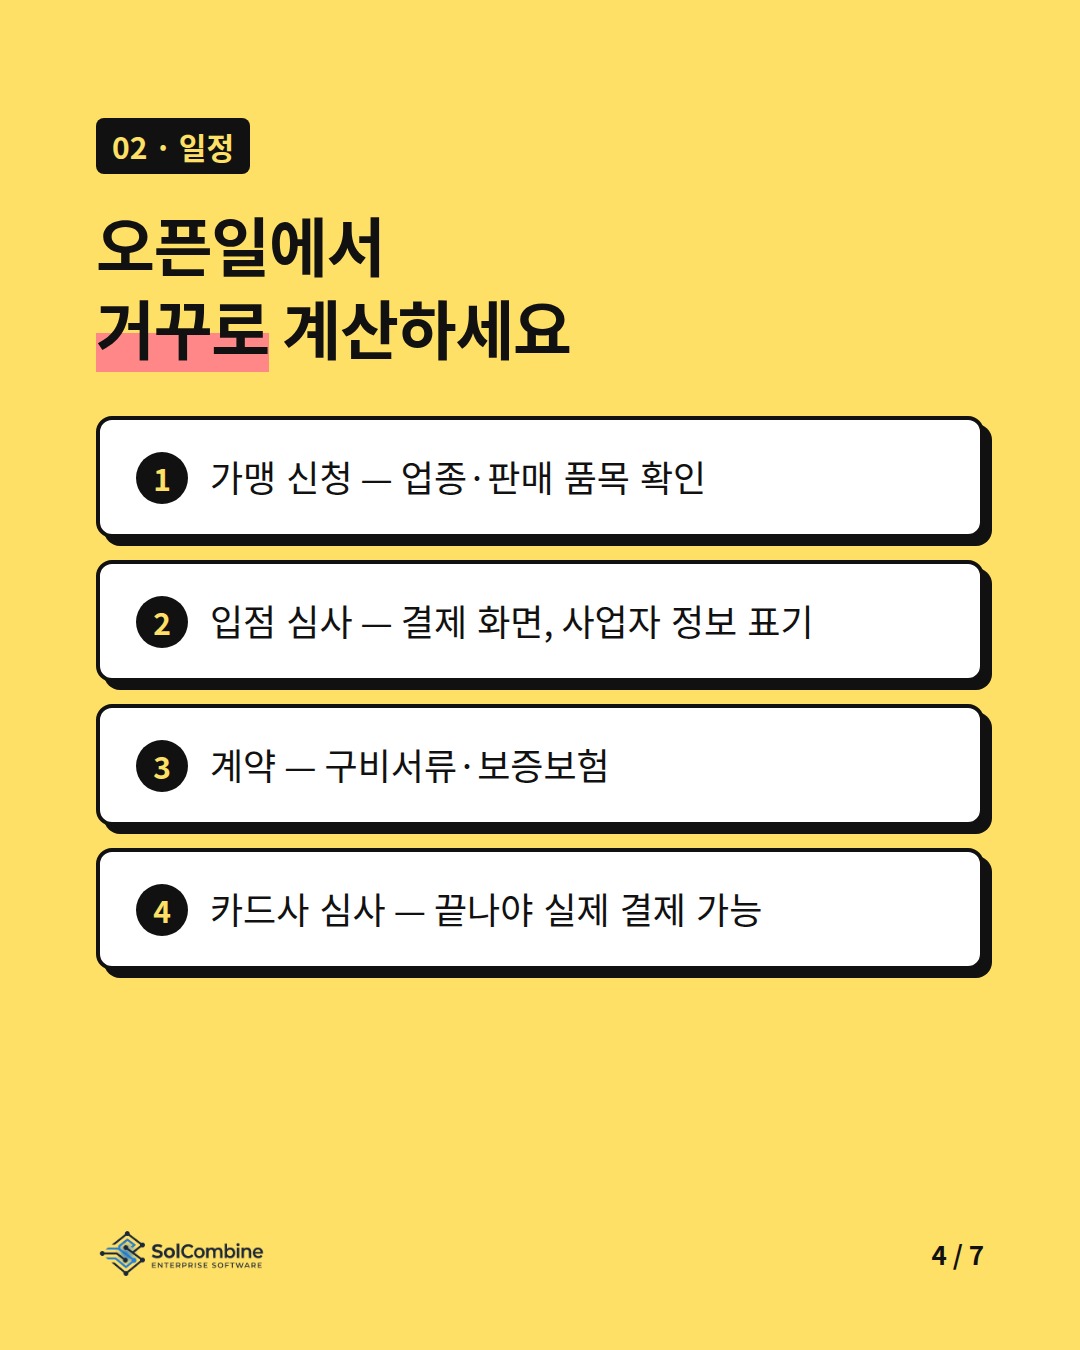 02 · 일정
오픈일에서
거꾸로 계산하세요
1 가맹 신청 — 업종·판매 품목 확인
2 입점 심사 — 결제 화면, 사업자 정보 표기
3 계약 — 구비서류·보증보험
4 카드사 심사 — 끝나야 실제 결제 가능
SolCombine
ENTERPRISE SOFTWARE
4 / 7